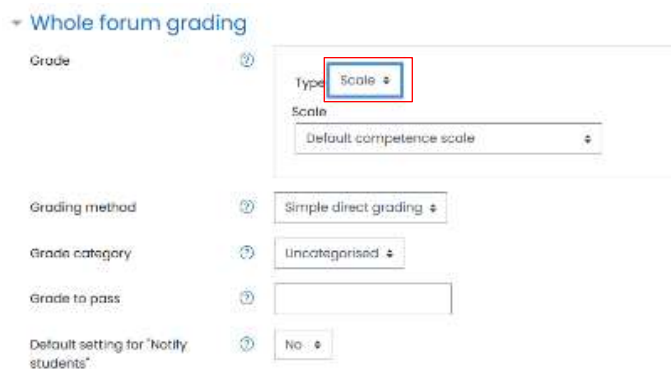 Whole forum grading
Grade
Type Scale
Scale
Default competence scale
Grading method Simple direct grading
Grade category Uncategorised
Grade to pass
Default setting for "Notify No
students"